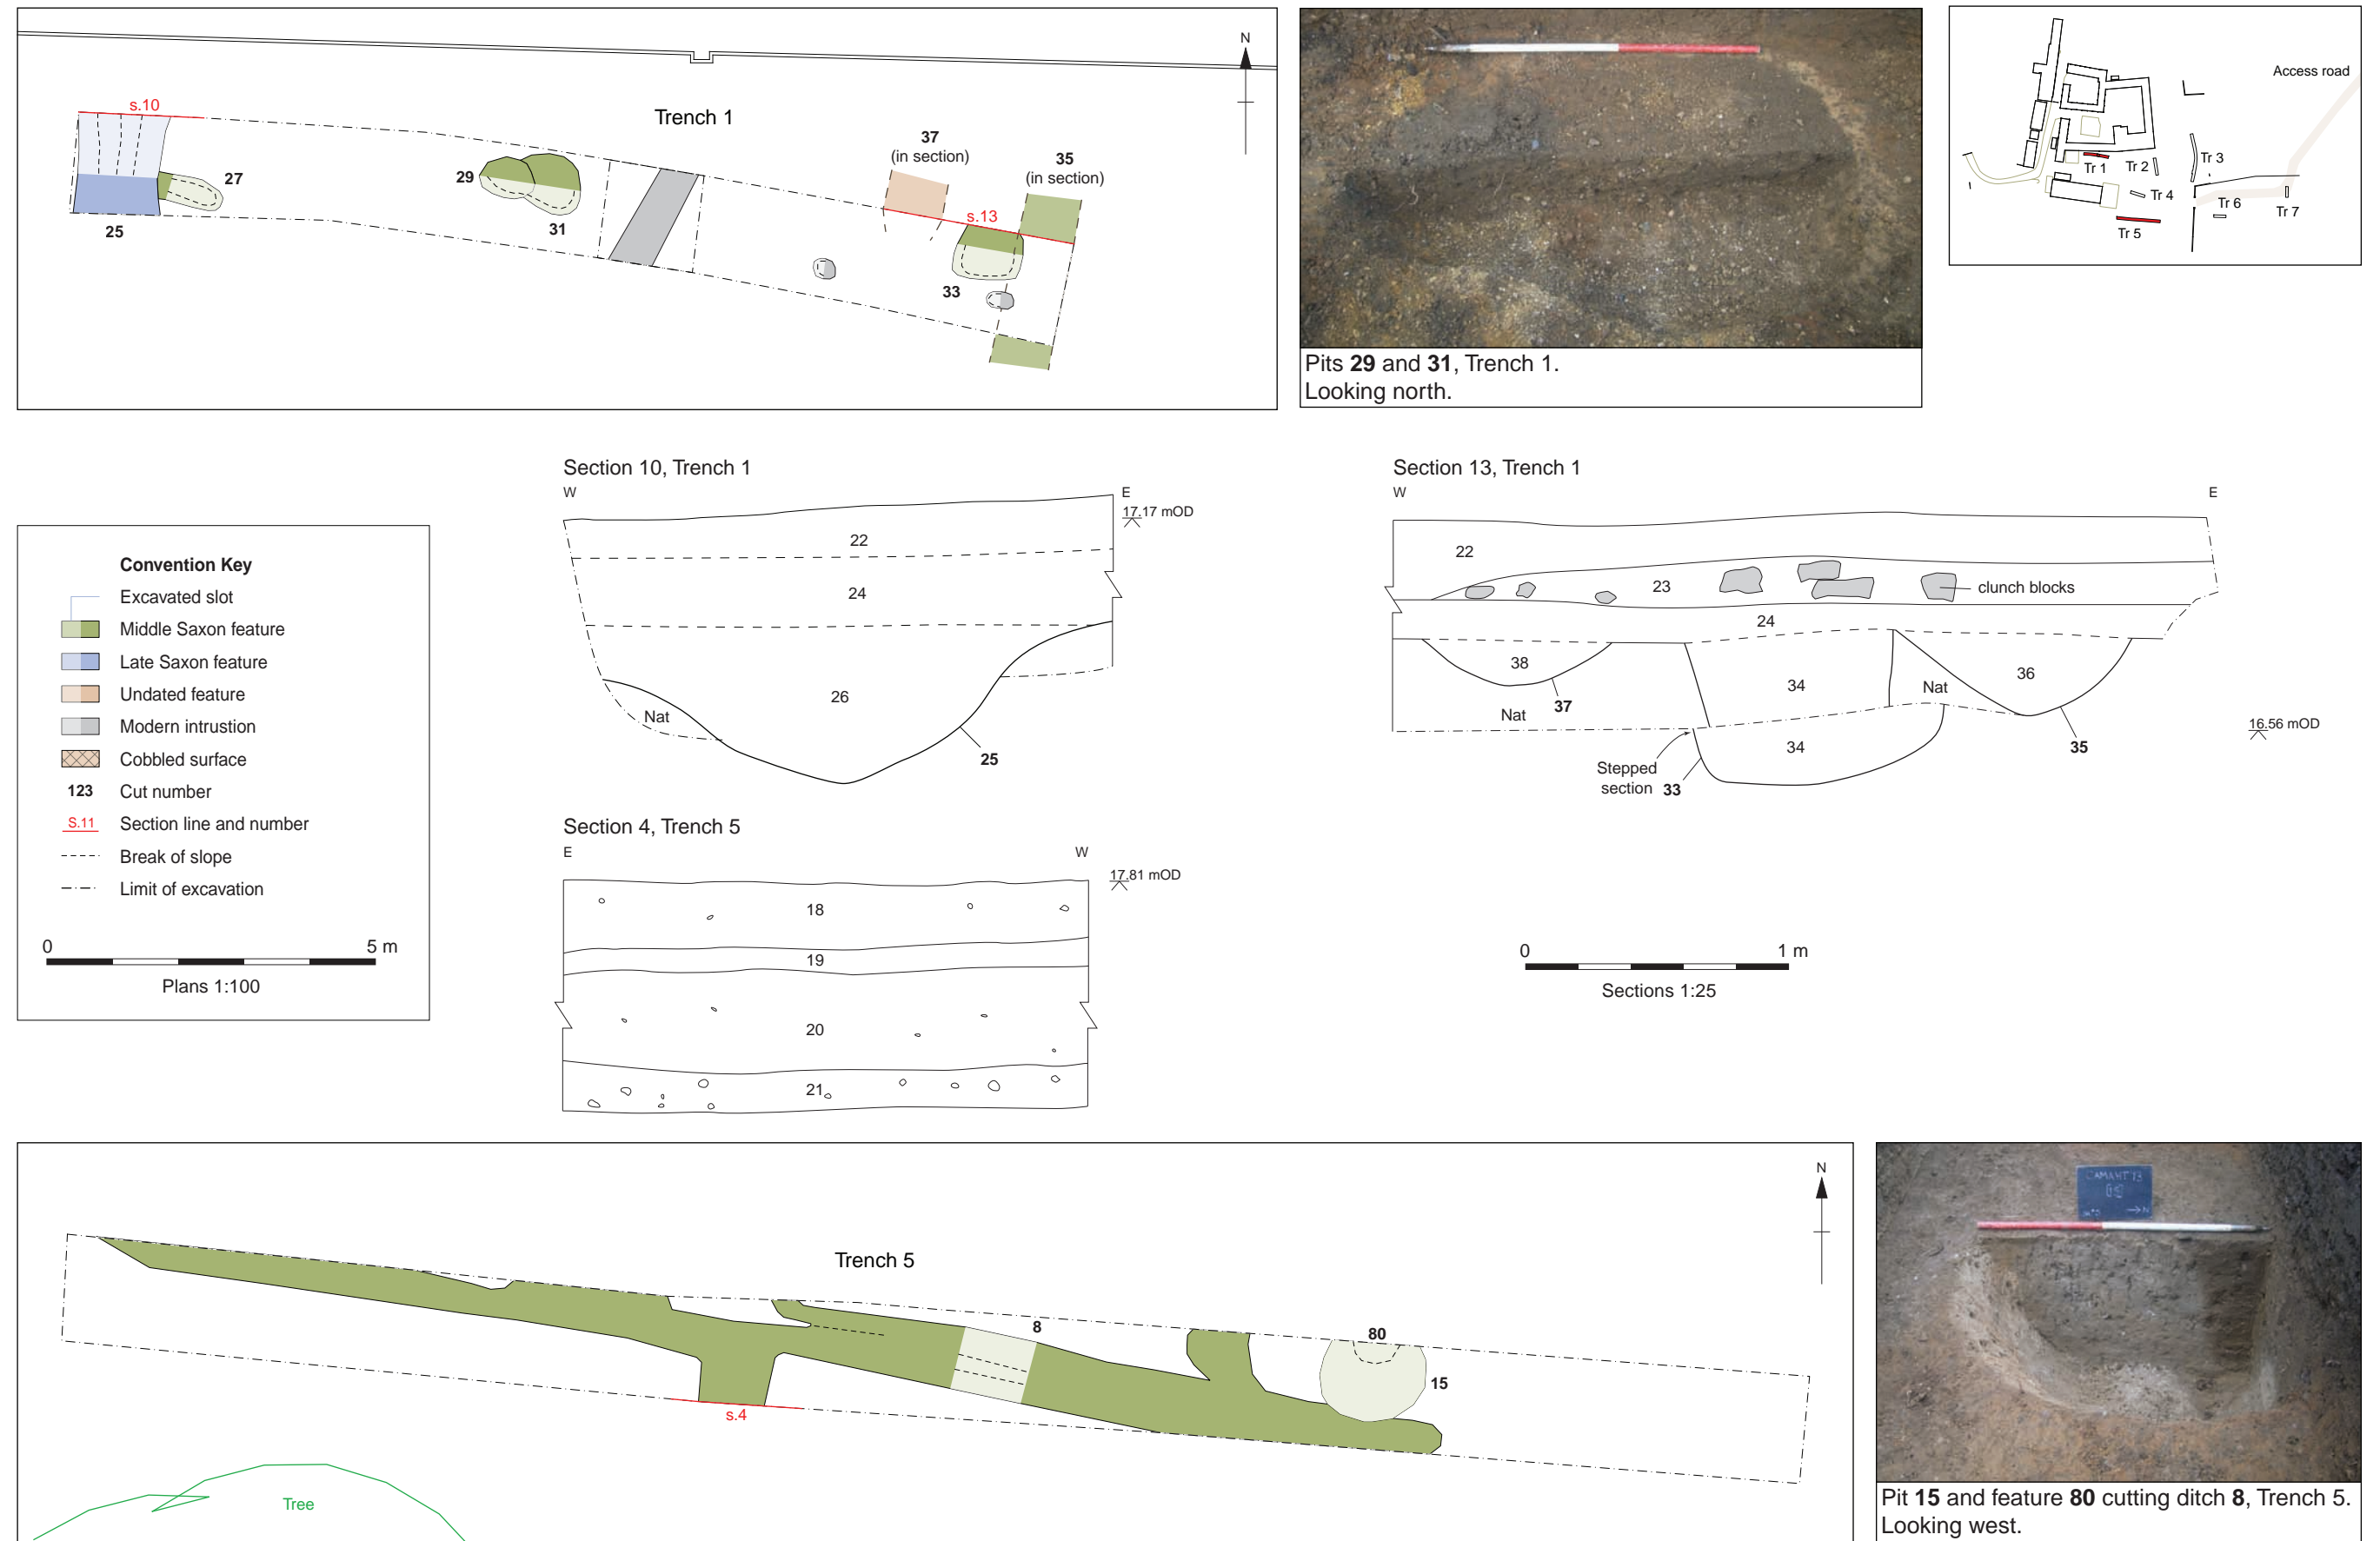 N
s.10
Trench 1
37
(in section)
35
(in section)
29
27
s.13
25
31
33
Pits 29 and 31, Trench 1.
Looking north.
Access road
Tr 1
Tr 2
Tr 3
Tr 4
Tr 5
Tr 6
Tr 7
Convention Key
Excavated slot
Middle Saxon feature
Late Saxon feature
Undated feature
Modern intrustion
Cobbled surface
123 Cut number
S.11 Section line and number
Break of slope
Limit of excavation
0 5 m
Plans 1:100
Section 10, Trench 1
W E
17.17 mOD
22
24
26
Nat
25
Section 13, Trench 1
W E
22
23
clunch blocks
24
38
34
36
Nat
Nat
37
34
35
16.56 mOD
Stepped
section 33
Section 4, Trench 5
E W
17.81 mOD
18
19
20
21
0 1 m
Sections 1:25
N
Trench 5
8
80
15
s.4
Tree
CAMAHT 13
Pit 15 and feature 80 cutting ditch 8, Trench 5.
Looking west.